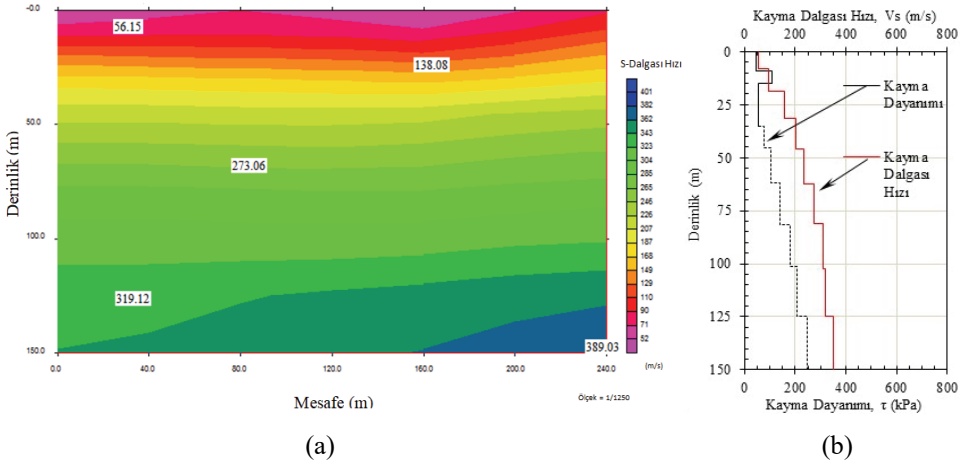 -0.0
50.0
100.0
150.0
Derinlik (m)
56.15
138.08
273.06
319.12
389.03
0.0
40.0
80.0
120.0
160.0
200.0
240.0
Mesafe (m)
Ölçek = 1/1250
S-Dalgası Hızı
401
382
362
343
323
304
284
265
246
226
207
187
168
149
129
110
90
71
52
(m/s)
(a)
Kayma Dalgası Hızı, Vs (m/s)
0 200 400 600 800
0
25
50
75
100
125
150
Derinlik (m)
Kayma
Dayanımı
Kayma
Dalgası
Hızı
0 200 400 600 800
Kayma Dayanımı, τ (kPa)
(b)